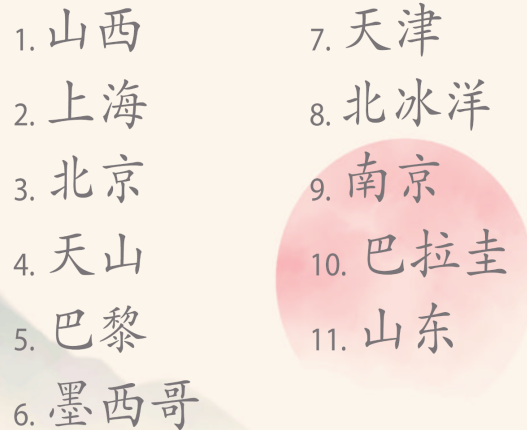 1. 山西
2. 上海
3. 北京
4. 天山
5. 巴黎
6. 墨西哥
7. 天津
8. 北冰洋
9. 南京
10. 巴拉圭
11. 山东